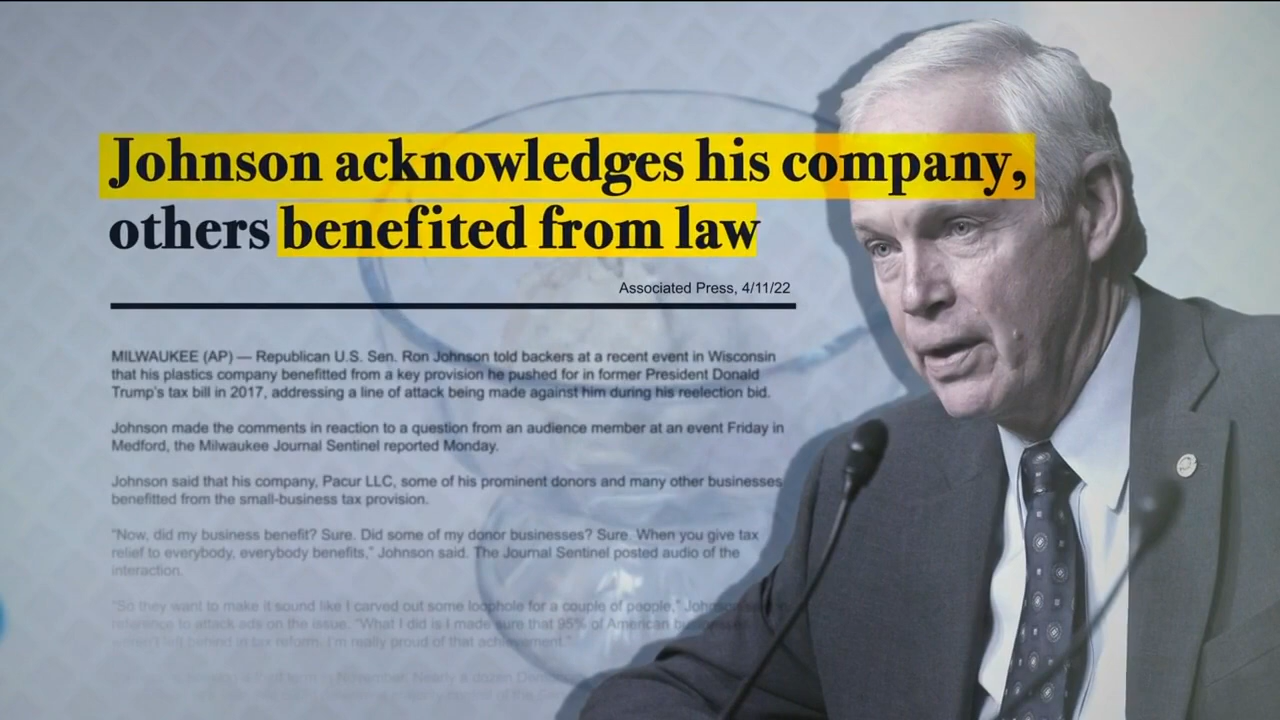 Johnson acknowledges his company,
others benefited from law
Associated Press, 4/11/22
MILWAUKEE (AP) — Republican U.S. Sen. Ron Johnson told backers at a recent event in Wisconsin
that his plastics company benefitted from a key provision he pushed for in former President Donald
Trump's tax bill in 2017, addressing a line of attack being made against him during his reelection bid.
Johnson made the comments in reaction to a question from an audience member at an event Friday in
Medford, the Milwaukee Journal Sentinel reported Monday.
Johnson said that his company, Pacur LLC, some of his prominent donors and many other businesses
benefitted from the small-business tax provision.
"Now, did my business benefit? Sure. Did some of my donor businesses? Sure. When you give tax
relief to everybody, everybody benefits," Johnson said. The Journal Sentinel posted audio of the
interaction.
"So they want to make it sound like I carved out some loophole for a couple of people," Johnson
reference to attack ads on the issue. "What I did is I made sure that 95% of American businesses
weren't left behind in tax reform. I'm really proud of that achievement."
in November. Nearly a dozen